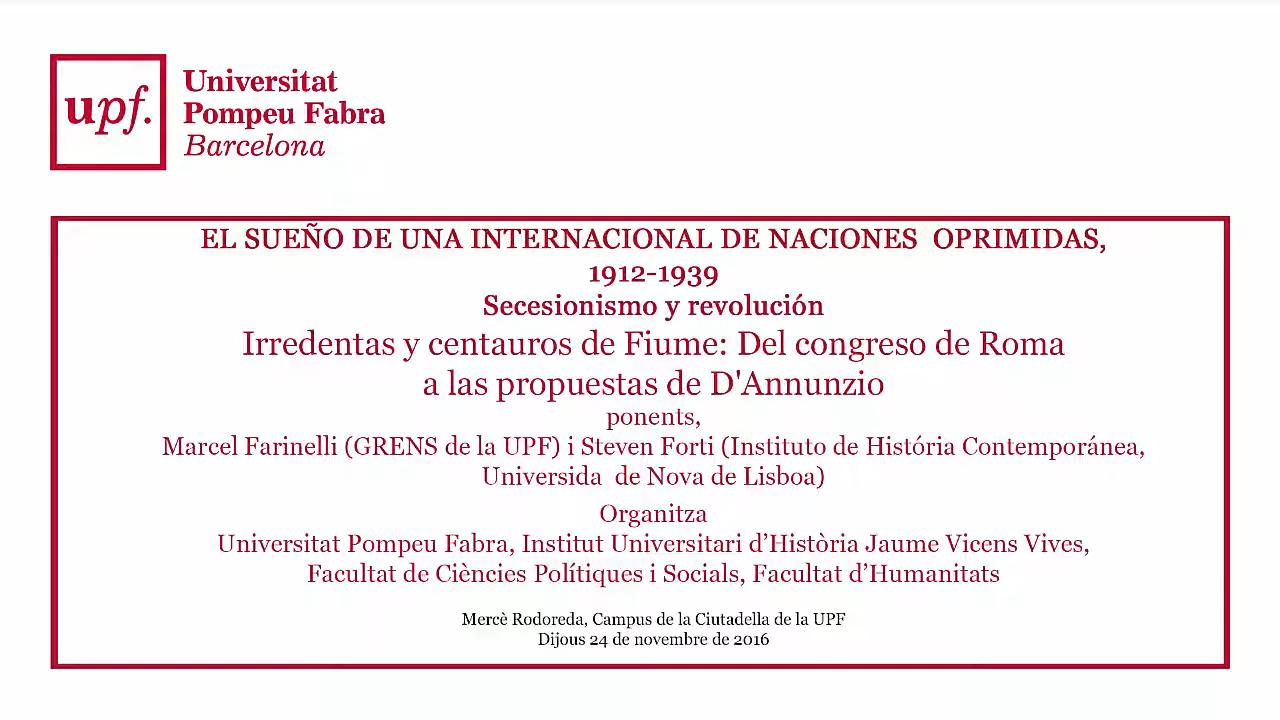 upf.
Universitat
Pompeu Fabra
Barcelona
EL SUEÑO DE UNA INTERNACIONAL DE NACIONES  OPRIMIDAS,
1912-1939
Secesionismo y revolución
Irredentas y centauros de Fiume: Del congreso de Roma
a las propuestas de D'Annunzio
ponents,
Marcel Farinelli (GRENS de la UPF) i Steven Forti (Instituto de História Contemporánea,
Universida  de Nova de Lisboa)
Organitza
Universitat Pompeu Fabra, Institut Universitari d’Història Jaume Vicens Vives,
Facultat de Ciències Polítiques i Socials, Facultat d’Humanitats
Mercè Rodoreda, Campus de la Ciutadella de la UPF
Dijous 24 de novembre de 2016